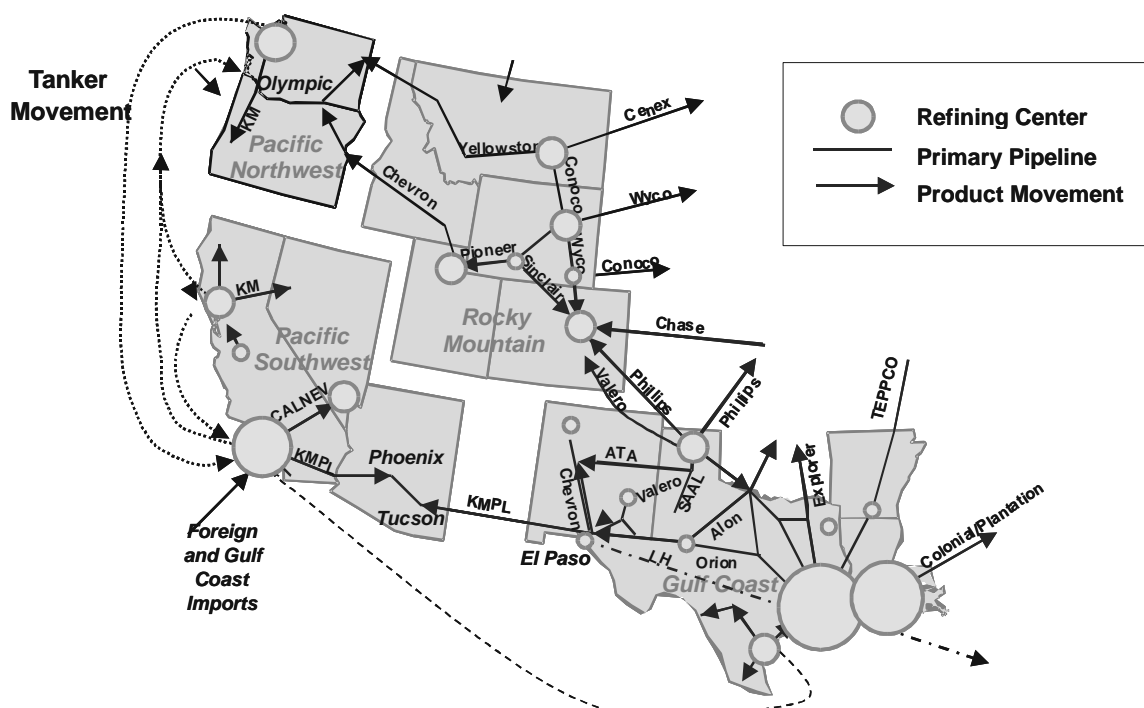 Tanker
Movement
Olympic
KM
Pacific
Northwest
Yellowston
Cenex
Conoco
Wyco
Wyco
Conoco
Chevron
Pioneer
Sinclair
Rocky
Mountain
Chase
KM
Pacific
Southwest
CALNEV
KMPL
Phoenix
Tucson
KMPL
Foreign
and Gulf
Coast
Imports
Phillips
Valero
Phillips
TEPPCO
ATA
SAAL
Valero
Chevron
Alon
Explorer
El Paso
LH
Orion
Gulf Coast
Colonial/Plantation
Refining Center
Primary Pipeline
Product Movement